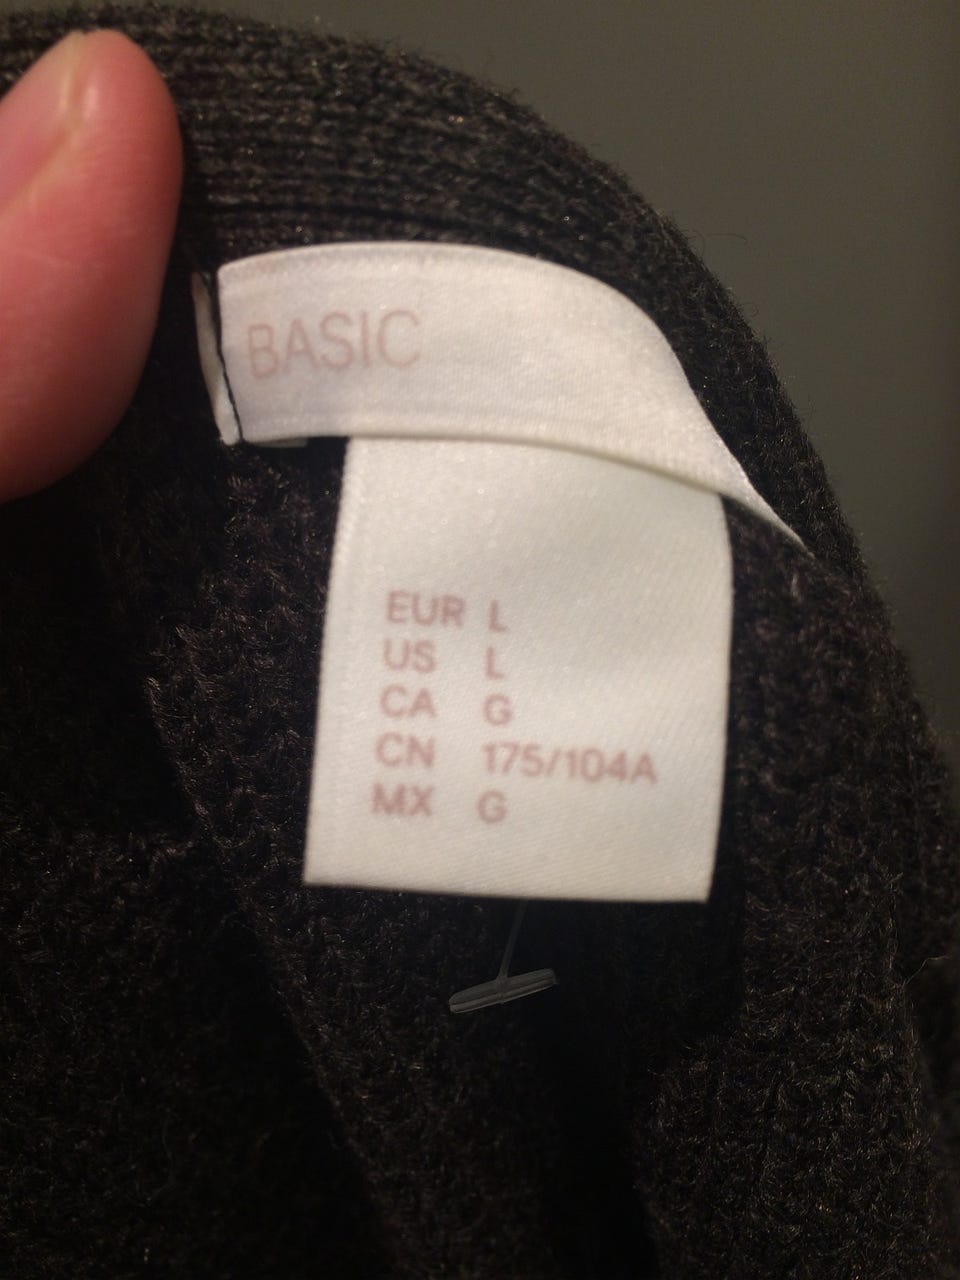 BASIC
EUR L
US L
CA G
CN 175/104A
MX G